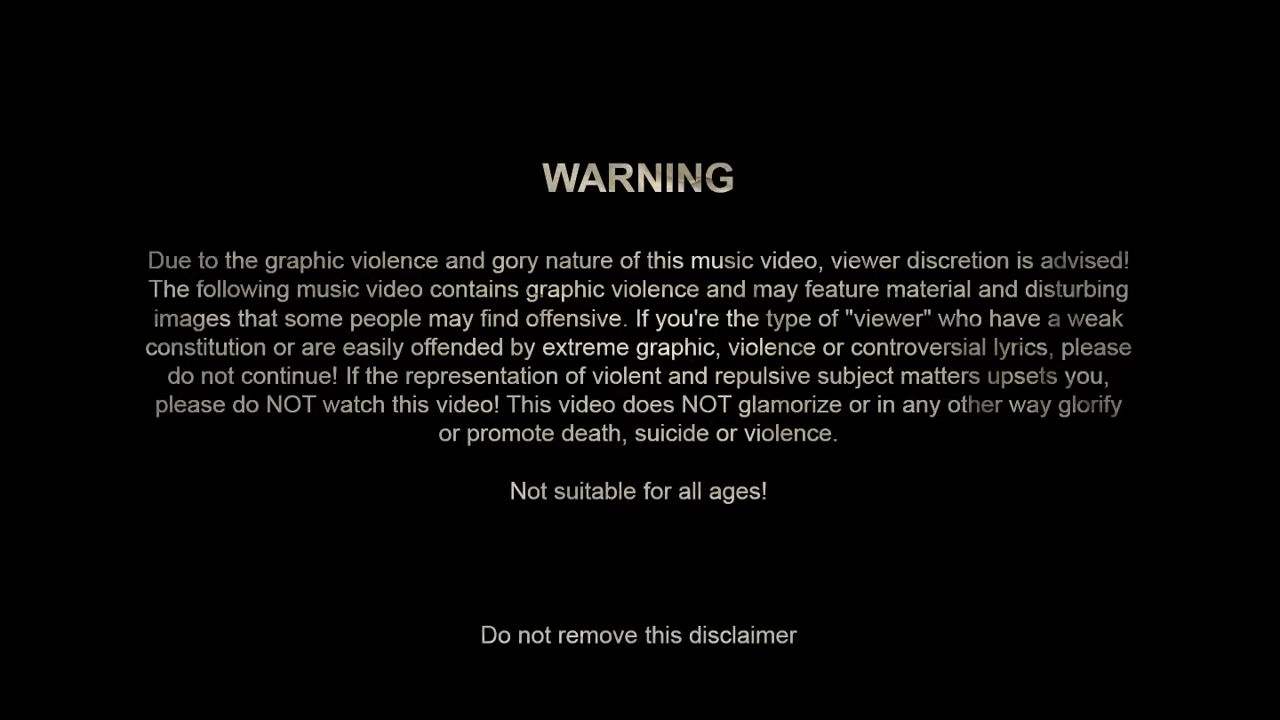 WARNING
Due to the graphic violence and gory nature of this music video, viewer discretion is advised!
The following music video contains graphic violence and may feature material and disturbing
images that some people may find offensive. If you're the type of "viewer" who have a weak
constitution or are easily offended by extreme graphic, violence or controversial lyrics, please
do not continue! If the representation of violent and repulsive subject matters upsets you,
please do NOT watch this video! This video does NOT glamorize or in any other way glorify
or promote death, suicide or violence.
Not suitable for all ages!
Do not remove this disclaimer